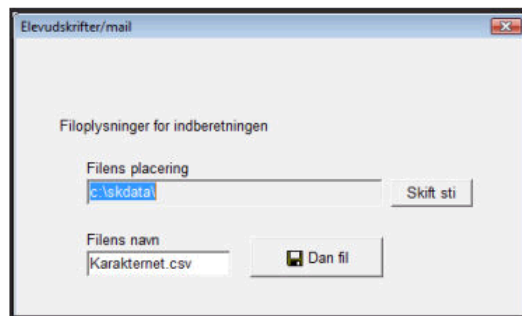 Elevudskrifter/mail
Filoplysninger for indberetningen
Filens placering
c:\skdata\
Skift sti
Filens navn
Karakternet.csv
Dan fil